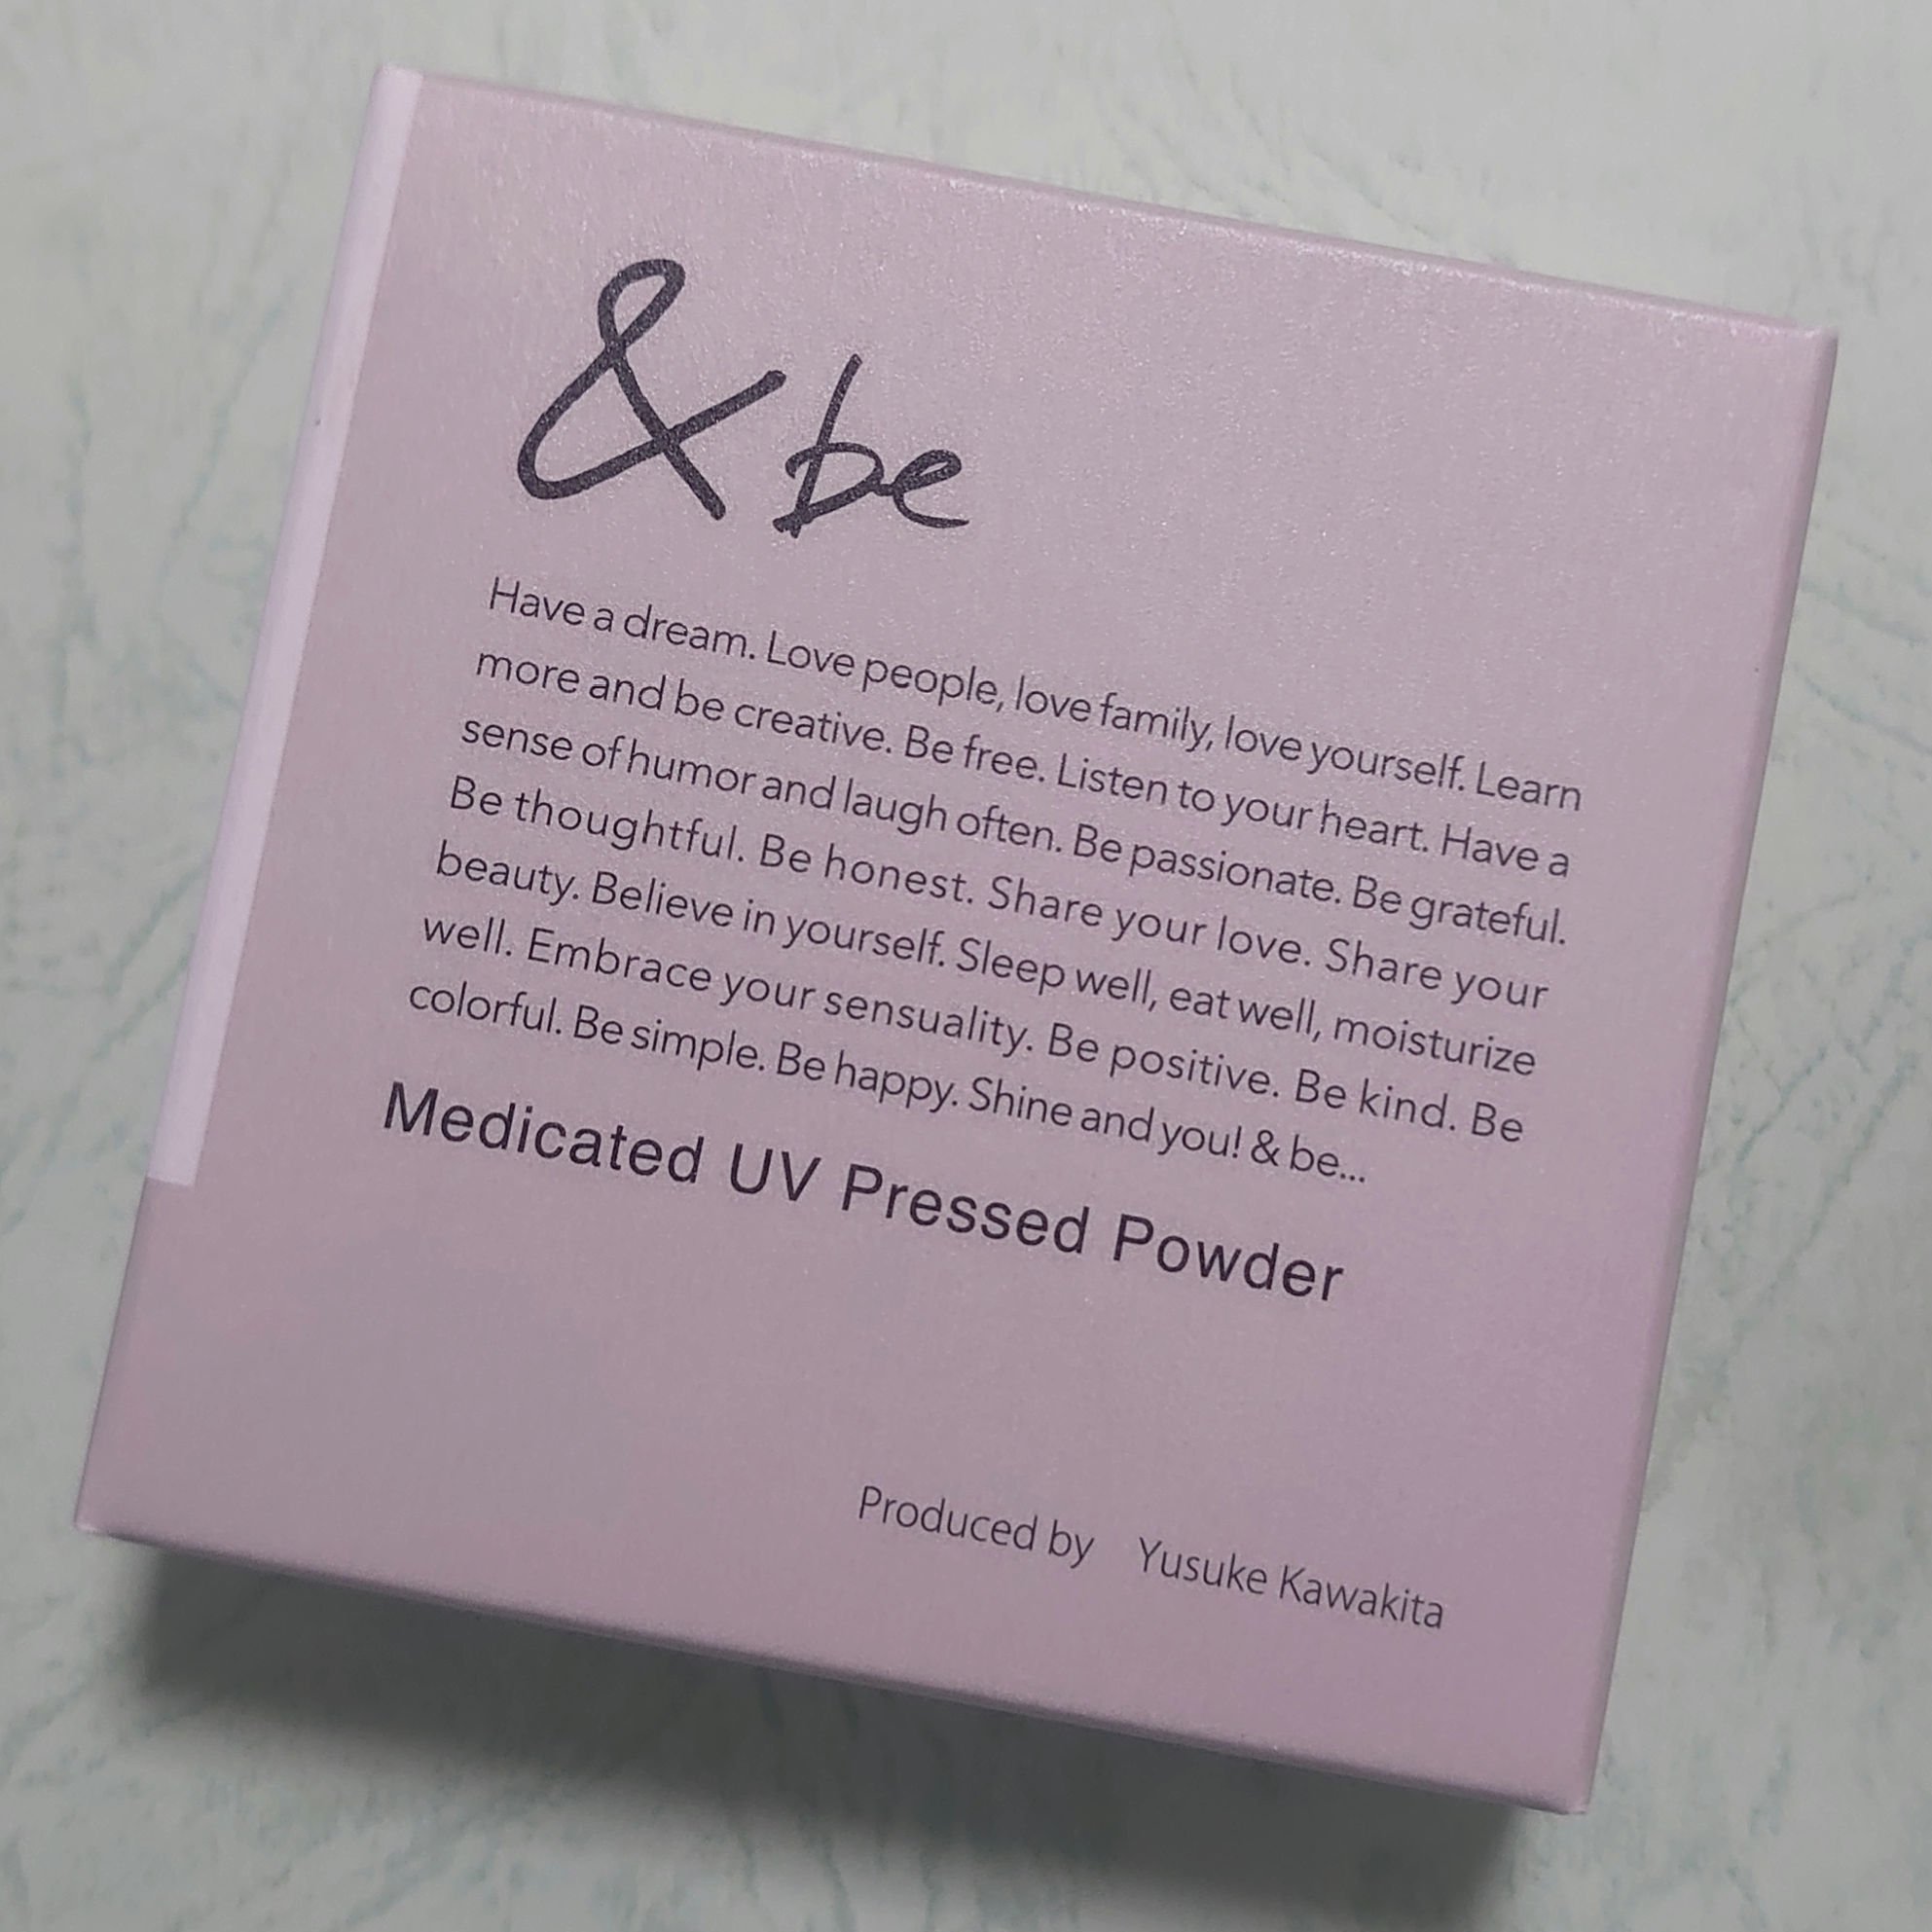 & be
Have a dream. Love people, love family, love yourself. Learn
more and be creative. Be free. Listen to your heart. Have a
sense of humor and laugh often. Be passionate. Be grateful.
Be thoughtful. Be honest. Share your love. Share your
beauty. Believe in yourself. Sleep well, eat well, moisturize
well. Embrace your sensuality. Be positive. Be kind. Be
colorful. Be simple. Be happy. Shine and you! & be...
Medicated UV Pressed Powder
Produced by Yusuke Kawakita